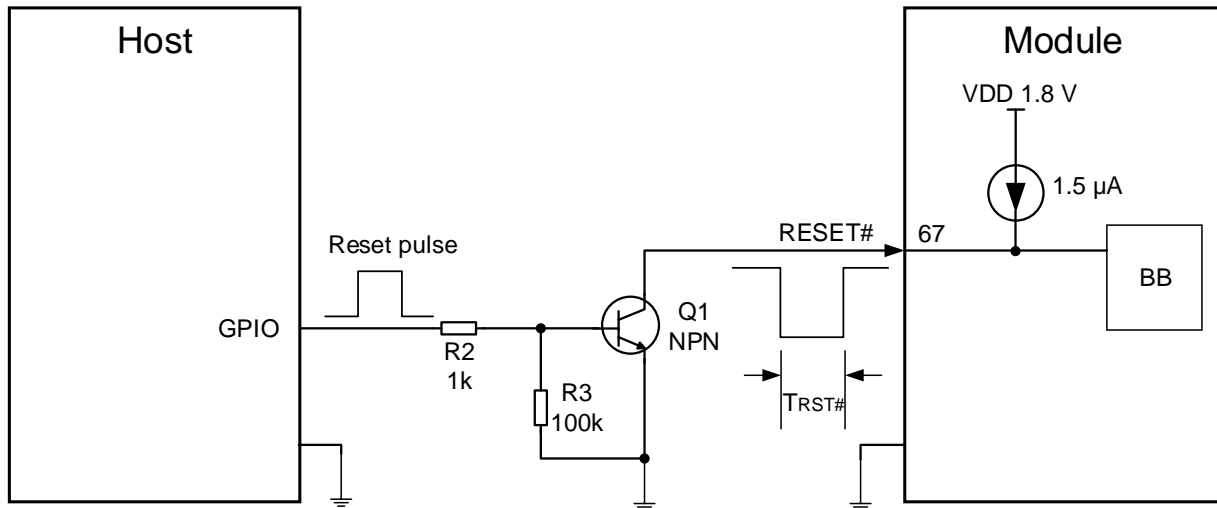 Host
Module
VDD 1.8 V
1.5 µA
Reset pulse
RESET#
67
BB
GPIO
Q1
NPN
R2
1k
R3
100k
TRST#